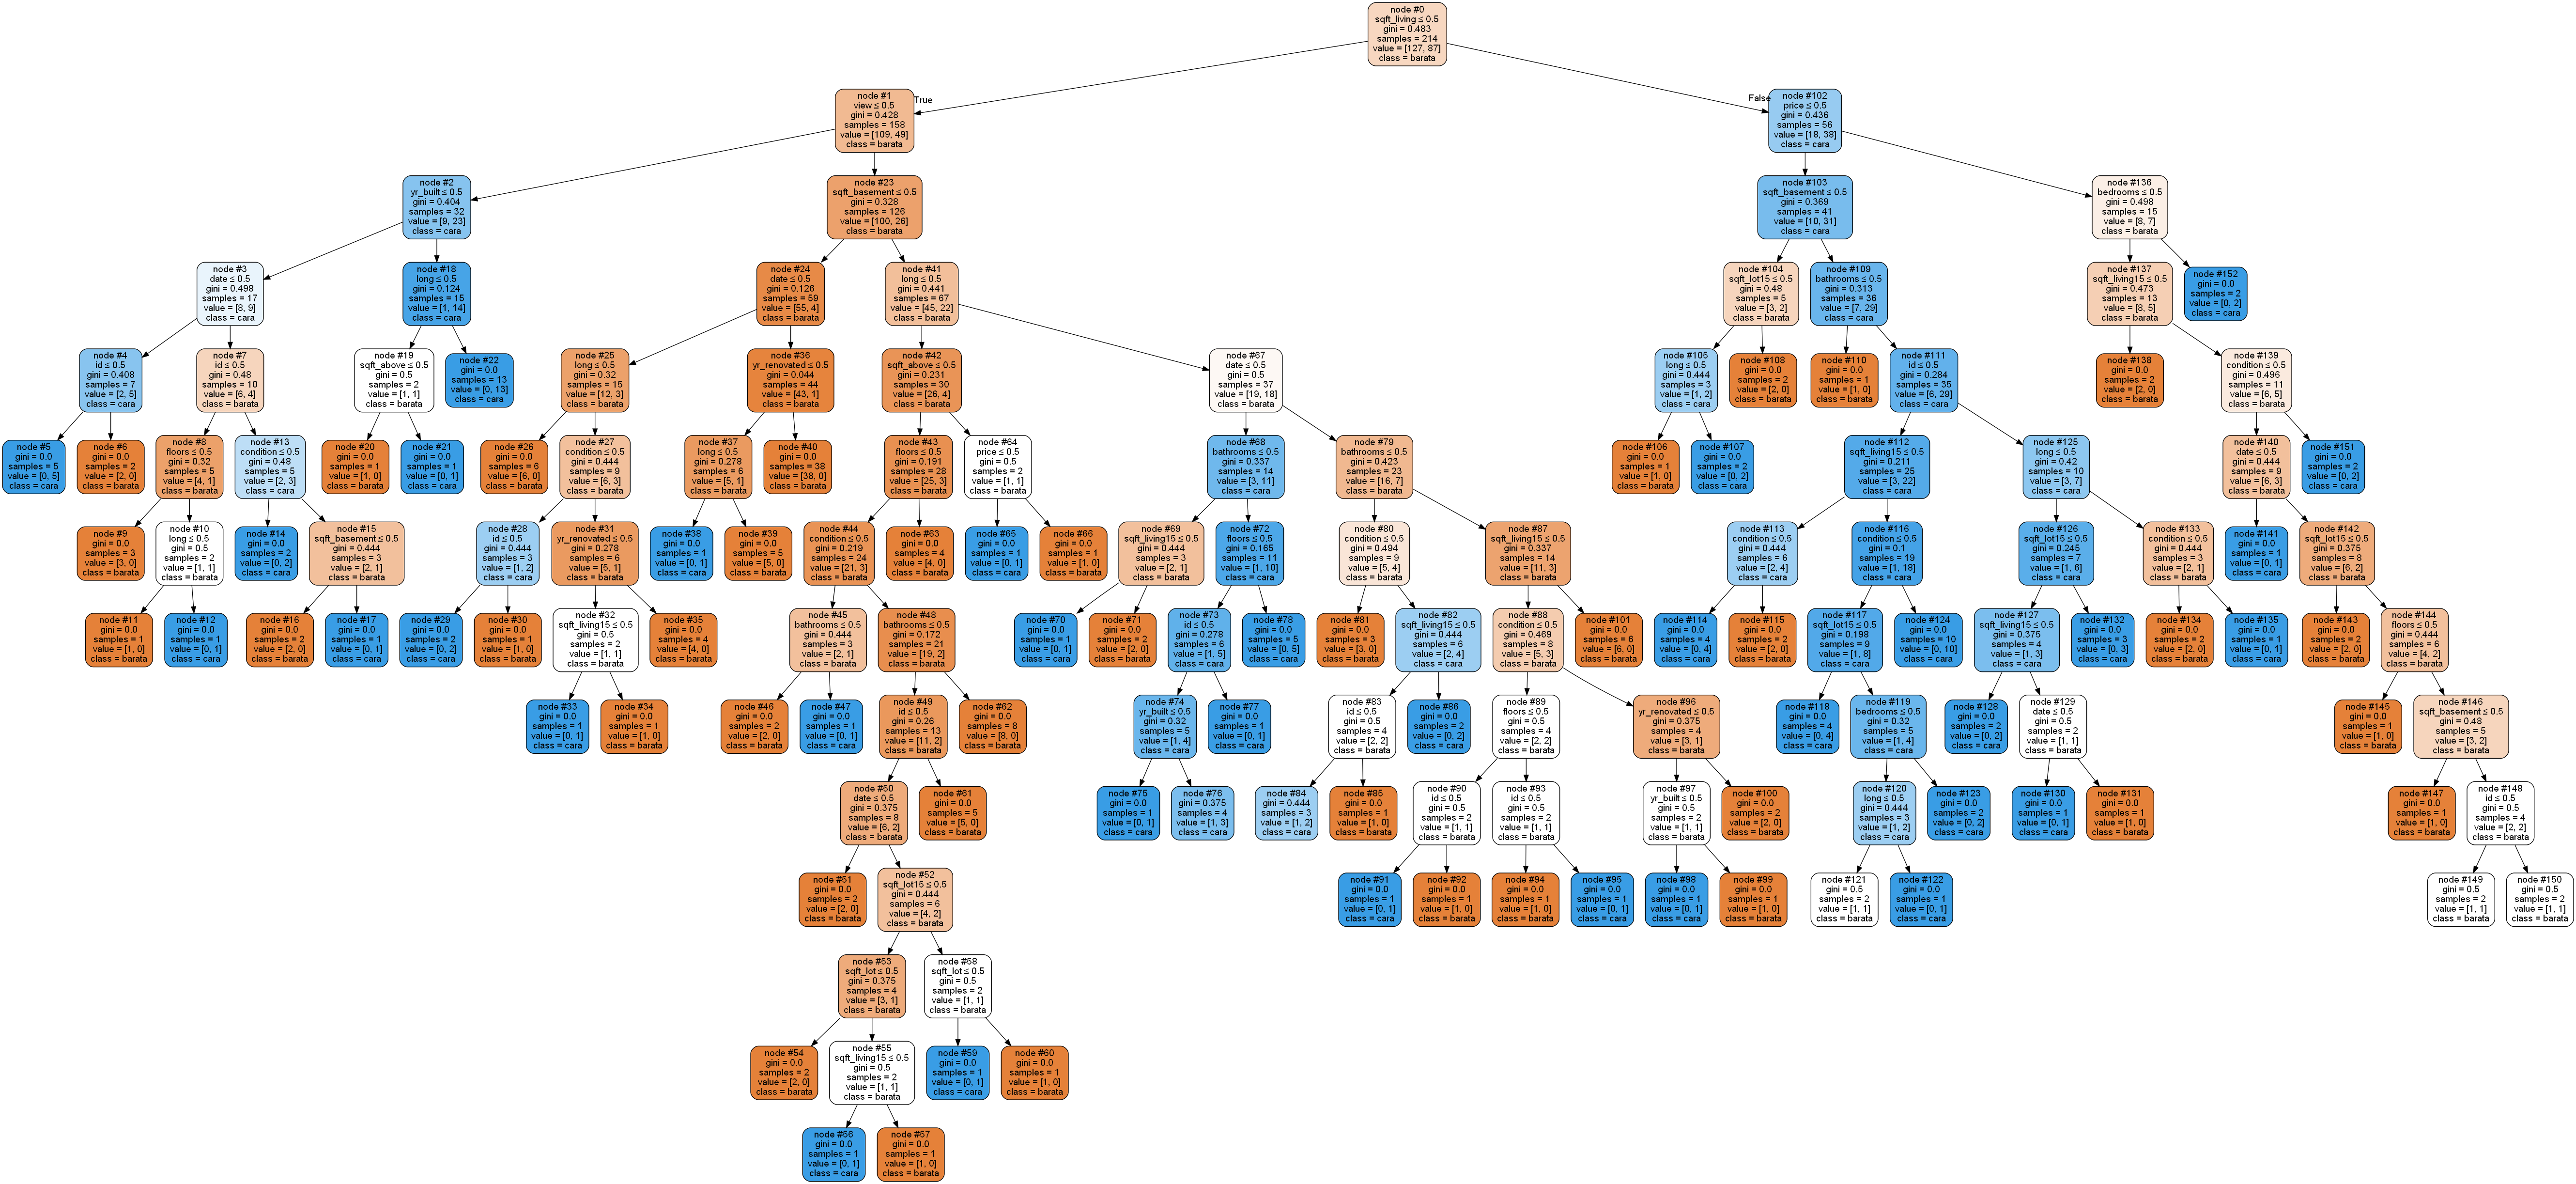 node #0
sqft_living ≤ 0.5
gini = 0.483
samples = 214
value = [127, 87]
class = barata
True
False
node #1
view ≤ 0.5
gini = 0.428
samples = 158
value = [109, 49]
class = barata
node #102
price ≤ 0.5
gini = 0.436
samples = 56
value = [18, 38]
class = cara
node #2
yr_built ≤ 0.5
gini = 0.404
samples = 32
value = [9, 23]
class = cara
node #23
sqft_basement ≤ 0.5
gini = 0.328
samples = 126
value = [100, 26]
class = barata
node #103
sqft_basement ≤ 0.5
gini = 0.369
samples = 41
value = [10, 31]
class = cara
node #136
bedrooms ≤ 0.5
gini = 0.498
samples = 15
value = [8, 7]
class = barata
node #3
date ≤ 0.5
gini = 0.498
samples = 17
value = [8, 9]
class = cara
node #18
long ≤ 0.5
gini = 0.124
samples = 15
value = [1, 14]
class = cara
node #24
date ≤ 0.5
gini = 0.126
samples = 59
value = [55, 4]
class = barata
node #41
long ≤ 0.5
gini = 0.441
samples = 67
value = [45, 22]
class = barata
node #104
sqft_lot15 ≤ 0.5
gini = 0.48
samples = 5
value = [3, 2]
class = barata
node #109
bathrooms ≤ 0.5
gini = 0.313
samples = 36
value = [7, 29]
class = cara
node #137
sqft_living15 ≤ 0.5
gini = 0.473
samples = 13
value = [8, 5]
class = barata
node #152
gini = 0.0
samples = 2
value = [0, 2]
class = cara
node #4
id ≤ 0.5
gini = 0.408
samples = 7
value = [2, 5]
class = cara
node #7
id ≤ 0.5
gini = 0.48
samples = 10
value = [6, 4]
class = barata
node #19
sqft_above ≤ 0.5
gini = 0.5
samples = 2
value = [1, 1]
class = barata
node #22
gini = 0.0
samples = 13
value = [0, 13]
class = cara
node #25
long ≤ 0.5
gini = 0.32
samples = 15
value = [12, 3]
class = barata
node #36
yr_renovated ≤ 0.5
gini = 0.044
samples = 44
value = [43, 1]
class = barata
node #42
sqft_above ≤ 0.5
gini = 0.231
samples = 30
value = [26, 4]
class = barata
node #67
date ≤ 0.5
gini = 0.5
samples = 37
value = [19, 18]
class = barata
node #105
long ≤ 0.5
gini = 0.444
samples = 3
value = [1, 2]
class = cara
node #108
gini = 0.0
samples = 2
value = [2, 0]
class = barata
node #110
gini = 0.0
samples = 1
value = [1, 0]
class = barata
node #111
id ≤ 0.5
gini = 0.284
samples = 35
value = [6, 29]
class = cara
node #138
gini = 0.0
samples = 2
value = [2, 0]
class = barata
node #139
condition ≤ 0.5
gini = 0.496
samples = 11
value = [6, 5]
class = barata
node #5
gini = 0.0
samples = 5
value = [0, 5]
class = cara
node #6
gini = 0.0
samples = 2
value = [2, 0]
class = barata
node #8
floors ≤ 0.5
gini = 0.32
samples = 5
value = [4, 1]
class = barata
node #13
condition ≤ 0.5
gini = 0.48
samples = 5
value = [2, 3]
class = cara
node #20
gini = 0.0
samples = 1
value = [1, 0]
class = barata
node #21
gini = 0.0
samples = 1
value = [0, 1]
class = cara
node #26
gini = 0.0
samples = 6
value = [6, 0]
class = barata
node #27
condition ≤ 0.5
gini = 0.444
samples = 9
value = [6, 3]
class = barata
node #37
long ≤ 0.5
gini = 0.278
samples = 6
value = [5, 1]
class = barata
node #40
gini = 0.0
samples = 38
value = [38, 0]
class = barata
node #43
floors ≤ 0.5
gini = 0.191
samples = 28
value = [25, 3]
class = barata
node #64
price ≤ 0.5
gini = 0.5
samples = 2
value = [1, 1]
class = barata
node #68
bathrooms ≤ 0.5
gini = 0.337
samples = 14
value = [3, 11]
class = cara
node #79
bathrooms ≤ 0.5
gini = 0.423
samples = 23
value = [16, 7]
class = barata
node #106
gini = 0.0
samples = 1
value = [1, 0]
class = barata
node #107
gini = 0.0
samples = 2
value = [0, 2]
class = cara
node #112
sqft_living15 ≤ 0.5
gini = 0.211
samples = 25
value = [3, 22]
class = cara
node #125
long ≤ 0.5
gini = 0.42
samples = 10
value = [3, 7]
class = cara
node #140
date ≤ 0.5
gini = 0.444
samples = 9
value = [6, 3]
class = barata
node #151
gini = 0.0
samples = 2
value = [0, 2]
class = cara
node #9
gini = 0.0
samples = 3
value = [3, 0]
class = barata
node #10
long ≤ 0.5
gini = 0.5
samples = 2
value = [1, 1]
class = barata
node #14
gini = 0.0
samples = 2
value = [0, 2]
class = cara
node #15
sqft_basement ≤ 0.5
gini = 0.444
samples = 3
value = [2, 1]
class = barata
node #28
id ≤ 0.5
gini = 0.444
samples = 3
value = [1, 2]
class = cara
node #31
yr_renovated ≤ 0.5
gini = 0.278
samples = 6
value = [5, 1]
class = barata
node #38
gini = 0.0
samples = 1
value = [0, 1]
class = cara
node #39
gini = 0.0
samples = 5
value = [5, 0]
class = barata
node #44
condition ≤ 0.5
gini = 0.219
samples = 24
value = [21, 3]
class = barata
node #63
gini = 0.0
samples = 4
value = [4, 0]
class = barata
node #65
gini = 0.0
samples = 1
value = [0, 1]
class = cara
node #66
gini = 0.0
samples = 1
value = [1, 0]
class = barata
node #69
sqft_living15 ≤ 0.5
gini = 0.444
samples = 3
value = [2, 1]
class = barata
node #72
floors ≤ 0.5
gini = 0.165
samples = 11
value = [1, 10]
class = cara
node #80
condition ≤ 0.5
gini = 0.494
samples = 9
value = [5, 4]
class = barata
node #87
sqft_living15 ≤ 0.5
gini = 0.337
samples = 14
value = [11, 3]
class = barata
node #113
condition ≤ 0.5
gini = 0.444
samples = 6
value = [2, 4]
class = cara
node #116
condition ≤ 0.5
gini = 0.1
samples = 19
value = [1, 18]
class = cara
node #126
sqft_lot15 ≤ 0.5
gini = 0.245
samples = 7
value = [1, 6]
class = cara
node #133
condition ≤ 0.5
gini = 0.444
samples = 3
value = [2, 1]
class = barata
node #141
gini = 0.0
samples = 1
value = [0, 1]
class = cara
node #142
sqft_lot15 ≤ 0.5
gini = 0.375
samples = 8
value = [6, 2]
class = barata
node #11
gini = 0.0
samples = 1
value = [1, 0]
class = barata
node #12
gini = 0.0
samples = 1
value = [0, 1]
class = cara
node #16
gini = 0.0
samples = 2
value = [2, 0]
class = barata
node #17
gini = 0.0
samples = 1
value = [0, 1]
class = cara
node #29
gini = 0.0
samples = 2
value = [0, 2]
class = cara
node #30
gini = 0.0
samples = 1
value = [1, 0]
class = barata
node #32
sqft_living15 ≤ 0.5
gini = 0.5
samples = 2
value = [1, 1]
class = barata
node #35
gini = 0.0
samples = 4
value = [4, 0]
class = barata
node #45
bathrooms ≤ 0.5
gini = 0.444
samples = 3
value = [2, 1]
class = barata
node #48
bathrooms ≤ 0.5
gini = 0.172
samples = 21
value = [19, 2]
class = barata
node #70
gini = 0.0
samples = 1
value = [0, 1]
class = cara
node #71
gini = 0.0
samples = 2
value = [2, 0]
class = barata
node #73
id ≤ 0.5
gini = 0.278
samples = 6
value = [1, 5]
class = cara
node #78
gini = 0.0
samples = 5
value = [0, 5]
class = cara
node #81
gini = 0.0
samples = 3
value = [3, 0]
class = barata
node #82
sqft_living15 ≤ 0.5
gini = 0.444
samples = 6
value = [2, 4]
class = cara
node #88
condition ≤ 0.5
gini = 0.469
samples = 8
value = [5, 3]
class = barata
node #101
gini = 0.0
samples = 6
value = [6, 0]
class = barata
node #114
gini = 0.0
samples = 4
value = [0, 4]
class = cara
node #115
gini = 0.0
samples = 2
value = [2, 0]
class = barata
node #117
sqft_lot15 ≤ 0.5
gini = 0.198
samples = 9
value = [1, 8]
class = cara
node #124
gini = 0.0
samples = 10
value = [0, 10]
class = cara
node #127
sqft_living15 ≤ 0.5
gini = 0.375
samples = 4
value = [1, 3]
class = cara
node #132
gini = 0.0
samples = 3
value = [0, 3]
class = cara
node #134
gini = 0.0
samples = 2
value = [2, 0]
class = barata
node #135
gini = 0.0
samples = 1
value = [0, 1]
class = cara
node #143
gini = 0.0
samples = 2
value = [2, 0]
class = barata
node #144
floors ≤ 0.5
gini = 0.444
samples = 6
value = [4, 2]
class = barata
node #33
gini = 0.0
samples = 1
value = [0, 1]
class = cara
node #34
gini = 0.0
samples = 1
value = [1, 0]
class = barata
node #46
gini = 0.0
samples = 2
value = [2, 0]
class = barata
node #47
gini = 0.0
samples = 1
value = [0, 1]
class = cara
node #49
id ≤ 0.5
gini = 0.26
samples = 13
value = [11, 2]
class = barata
node #62
gini = 0.0
samples = 8
value = [8, 0]
class = barata
node #74
yr_built ≤ 0.5
gini = 0.32
samples = 5
value = [1, 4]
class = cara
node #77
gini = 0.0
samples = 1
value = [0, 1]
class = cara
node #83
id ≤ 0.5
gini = 0.5
samples = 4
value = [2, 2]
class = barata
node #86
gini = 0.0
samples = 2
value = [0, 2]
class = cara
node #89
floors ≤ 0.5
gini = 0.5
samples = 4
value = [2, 2]
class = barata
node #96
yr_renovated ≤ 0.5
gini = 0.375
samples = 4
value = [3, 1]
class = barata
node #118
gini = 0.0
samples = 4
value = [0, 4]
class = cara
node #119
bedrooms ≤ 0.5
gini = 0.32
samples = 5
value = [1, 4]
class = cara
node #128
gini = 0.0
samples = 2
value = [0, 2]
class = cara
node #129
date ≤ 0.5
gini = 0.5
samples = 2
value = [1, 1]
class = barata
node #145
gini = 0.0
samples = 1
value = [1, 0]
class = barata
node #146
sqft_basement ≤ 0.5
gini = 0.48
samples = 5
value = [3, 2]
class = barata
node #50
date ≤ 0.5
gini = 0.375
samples = 8
value = [6, 2]
class = barata
node #61
gini = 0.0
samples = 5
value = [5, 0]
class = barata
node #75
gini = 0.0
samples = 1
value = [0, 1]
class = cara
node #76
gini = 0.375
samples = 4
value = [1, 3]
class = cara
node #84
gini = 0.444
samples = 3
value = [1, 2]
class = cara
node #85
gini = 0.0
samples = 1
value = [1, 0]
class = barata
node #90
id ≤ 0.5
gini = 0.5
samples = 2
value = [1, 1]
class = barata
node #93
id ≤ 0.5
gini = 0.5
samples = 2
value = [1, 1]
class = barata
node #97
yr_built ≤ 0.5
gini = 0.5
samples = 2
value = [1, 1]
class = barata
node #100
gini = 0.0
samples = 2
value = [2, 0]
class = barata
node #120
long ≤ 0.5
gini = 0.444
samples = 3
value = [1, 2]
class = cara
node #123
gini = 0.0
samples = 2
value = [0, 2]
class = cara
node #130
gini = 0.0
samples = 1
value = [0, 1]
class = cara
node #131
gini = 0.0
samples = 1
value = [1, 0]
class = barata
node #147
gini = 0.0
samples = 1
value = [1, 0]
class = barata
node #148
id ≤ 0.5
gini = 0.5
samples = 4
value = [2, 2]
class = barata
node #51
gini = 0.0
samples = 2
value = [2, 0]
class = barata
node #52
sqft_lot15 ≤ 0.5
gini = 0.444
samples = 6
value = [4, 2]
class = barata
node #91
gini = 0.0
samples = 1
value = [0, 1]
class = cara
node #92
gini = 0.0
samples = 1
value = [1, 0]
class = barata
node #94
gini = 0.0
samples = 1
value = [1, 0]
class = barata
node #95
gini = 0.0
samples = 1
value = [0, 1]
class = cara
node #98
gini = 0.0
samples = 1
value = [0, 1]
class = cara
node #99
gini = 0.0
samples = 1
value = [1, 0]
class = barata
node #121
gini = 0.5
samples = 2
value = [1, 1]
class = barata
node #122
gini = 0.0
samples = 1
value = [0, 1]
class = cara
node #149
gini = 0.5
samples = 2
value = [1, 1]
class = barata
node #150
gini = 0.5
samples = 2
value = [1, 1]
class = barata
node #53
sqft_lot ≤ 0.5
gini = 0.375
samples = 4
value = [3, 1]
class = barata
node #58
sqft_lot ≤ 0.5
gini = 0.5
samples = 2
value = [1, 1]
class = barata
node #54
gini = 0.0
samples = 2
value = [2, 0]
class = barata
node #55
sqft_living15 ≤ 0.5
gini = 0.5
samples = 2
value = [1, 1]
class = barata
node #59
gini = 0.0
samples = 1
value = [0, 1]
class = cara
node #60
gini = 0.0
samples = 1
value = [1, 0]
class = barata
node #56
gini = 0.0
samples = 1
value = [0, 1]
class = cara
node #57
gini = 0.0
samples = 1
value = [1, 0]
class = barata